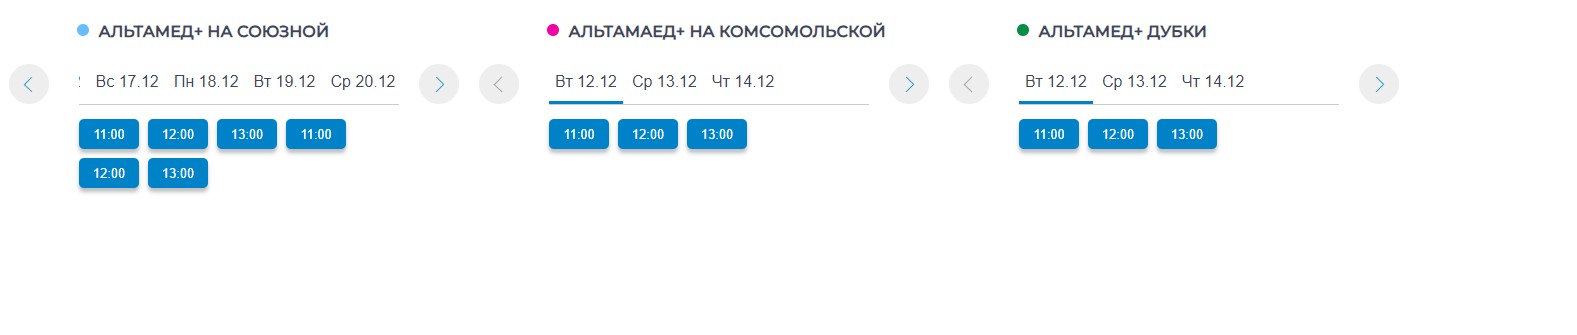 АЛЬТАМЕД+ НА СОЮЗНОЙ
Вс 17.12 Пн 18.12 Вт 19.12 Ср 20.12
11:00 12:00 13:00 11:00
12:00 13:00
АЛЬТАМАЕД+ НА КОМСОМОЛЬСКОЙ
Вт 12.12 Ср 13.12 Чт 14.12
11:00 12:00 13:00
АЛЬТАМЕД+ ДУБКИ
Вт 12.12 Ср 13.12 Чт 14.12
11:00 12:00 13:00